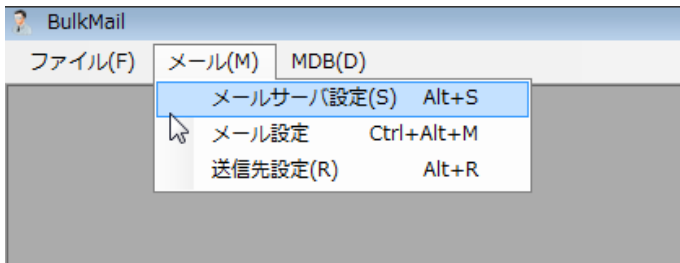 BulkMail
ファイル(F) メール(M) MDB(D)
メールサーバ設定(S) Alt+S
メール設定 Ctrl+Alt+M
送信先設定(R) Alt+R